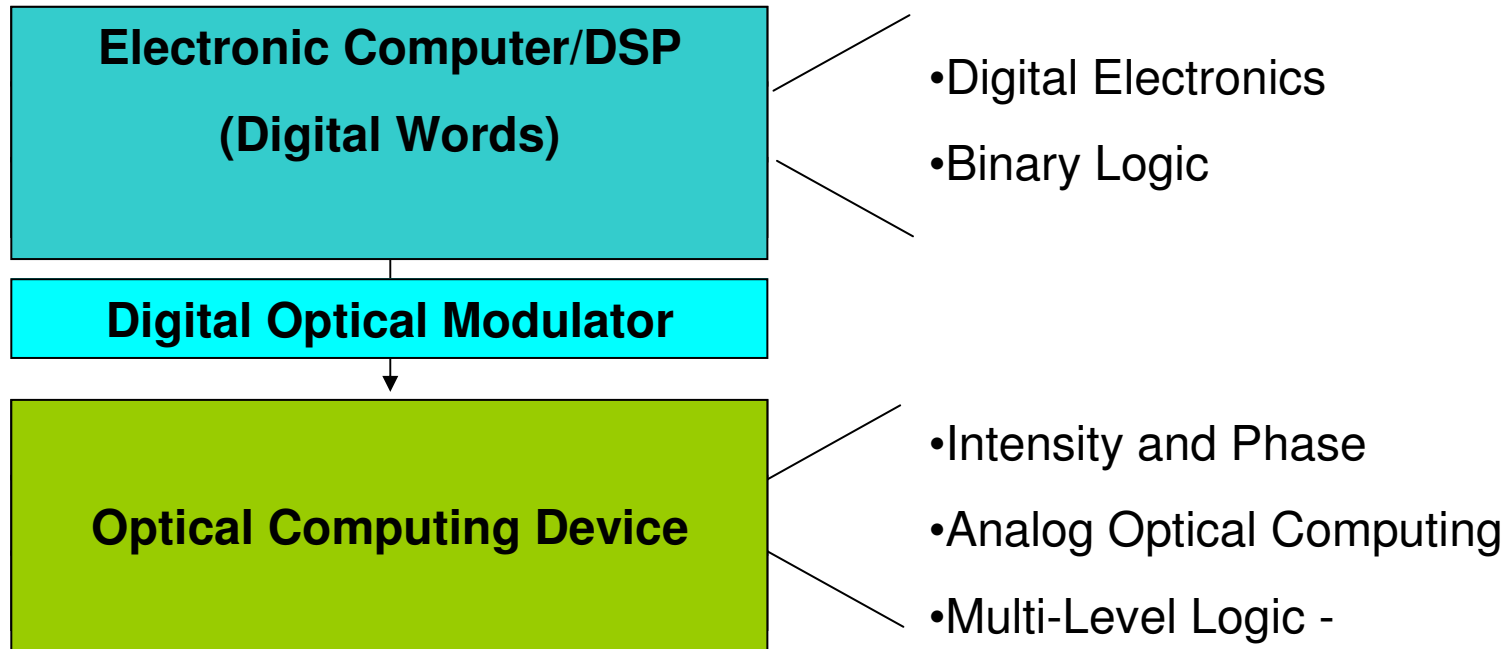 Electronic Computer/DSP
(Digital Words)
•Digital Electronics
•Binary Logic
Digital Optical Modulator
Optical Computing Device
•Intensity and Phase
•Analog Optical Computing
•Multi-Level Logic -